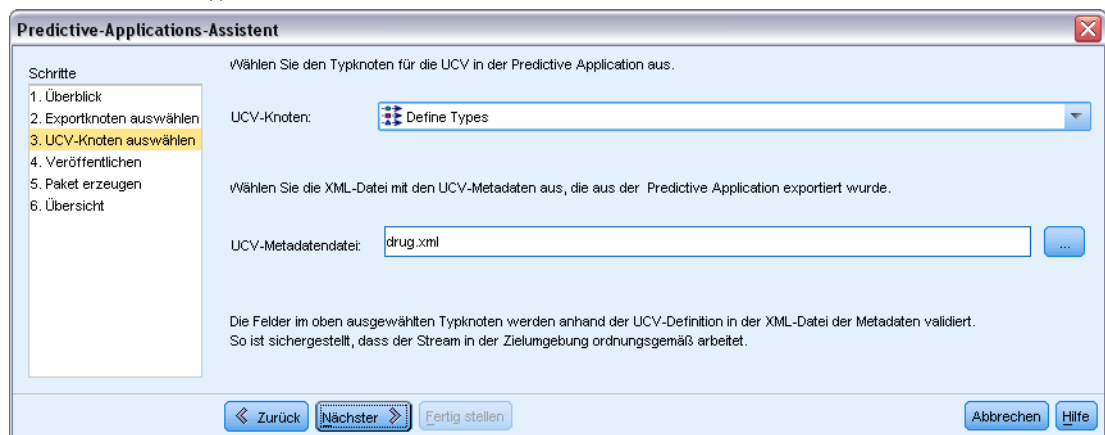 Predictive-Applications-Assistent
Schritte
1. Überblick
2. Exportknoten auswählen
3. UCV-Knoten auswählen
4. Veröffentlichen
5. Paket erzeugen
6. Übersicht
Wählen Sie den Typknoten für die UCV in der Predictive Application aus.
UCV-Knoten:
Define Types
Wählen Sie die XML-Datei mit den UCV-Metadaten aus, die aus der Predictive Application exportiert wurde.
UCV-Metadatendatei:
drug.xml
...
Die Felder im oben ausgewählten Typknoten werden anhand der UCV-Definition in der XML-Datei der Metadaten validiert.
So ist sichergestellt, dass der Stream in der Zielumgebung ordnungsgemäß arbeitet.
Zurück
Nächster
Fertig stellen
Abbrechen
Hilfe